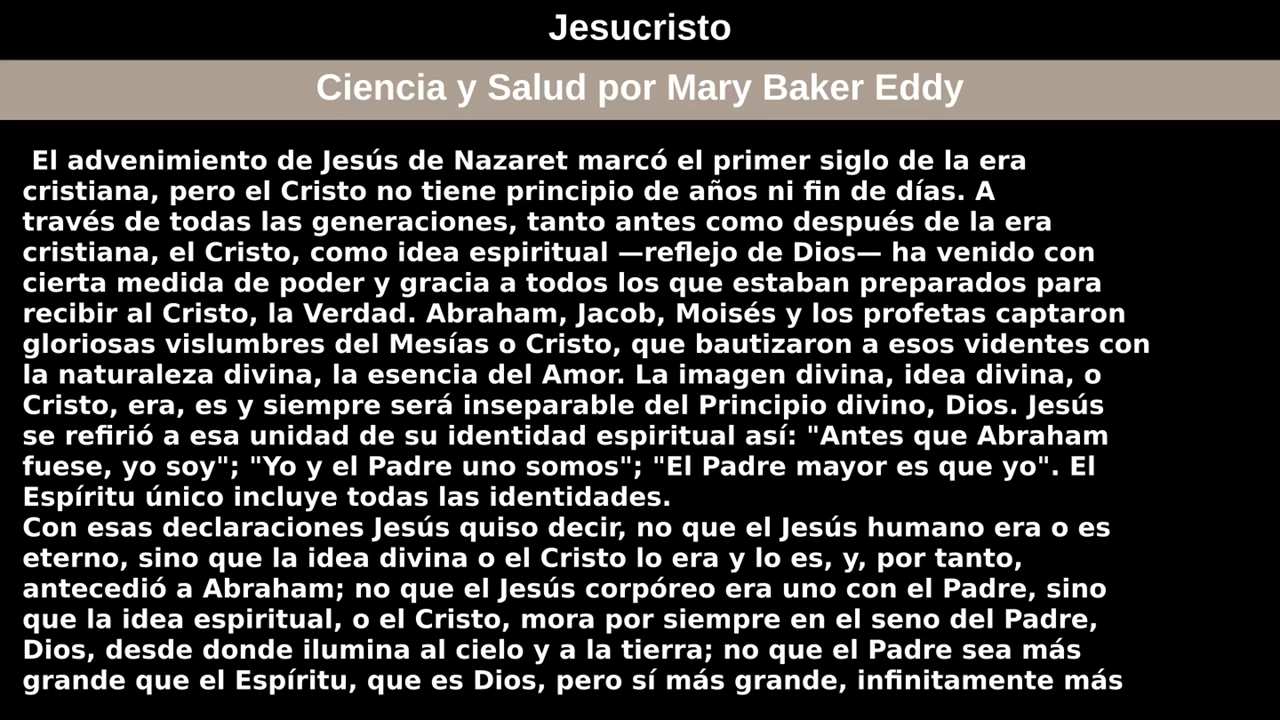 Jesucristo
Ciencia y Salud por Mary Baker Eddy
El advenimiento de Jesús de Nazaret marcó el primer siglo de la era
cristiana, pero el Cristo no tiene principio de años ni fin de días. A
través de todas las generaciones, tanto antes como después de la era
cristiana, el Cristo, como idea espiritual —reflejo de Dios— ha venido con
cierta medida de poder y gracia a todos los que estaban preparados para
recibir al Cristo, la Verdad. Abraham, Jacob, Moisés y los profetas captaron
gloriosas vislumbres del Mesías o Cristo, que bautizaron a esos videntes con
la naturaleza divina, la esencia del Amor. La imagen divina, idea divina, o
Cristo, era, es y siempre será inseparable del Principio divino, Dios. Jesús
se refirió a esa unidad de su identidad espiritual así: "Antes que Abraham
fuese, yo soy"; "Yo y el Padre uno somos"; "El Padre mayor es que yo". El
Espíritu único incluye todas las identidades.
Con esas declaraciones Jesús quiso decir, no que el Jesús humano era o es
eterno, sino que la idea divina o el Cristo lo era y lo es, y, por tanto,
antecedió a Abraham; no que el Jesús corpóreo era uno con el Padre, sino
que la idea espiritual, o el Cristo, mora por siempre en el seno del Padre,
Dios, desde donde ilumina al cielo y a la tierra; no que el Padre sea más
grande que el Espíritu, que es Dios, pero sí más grande, infinitamente más